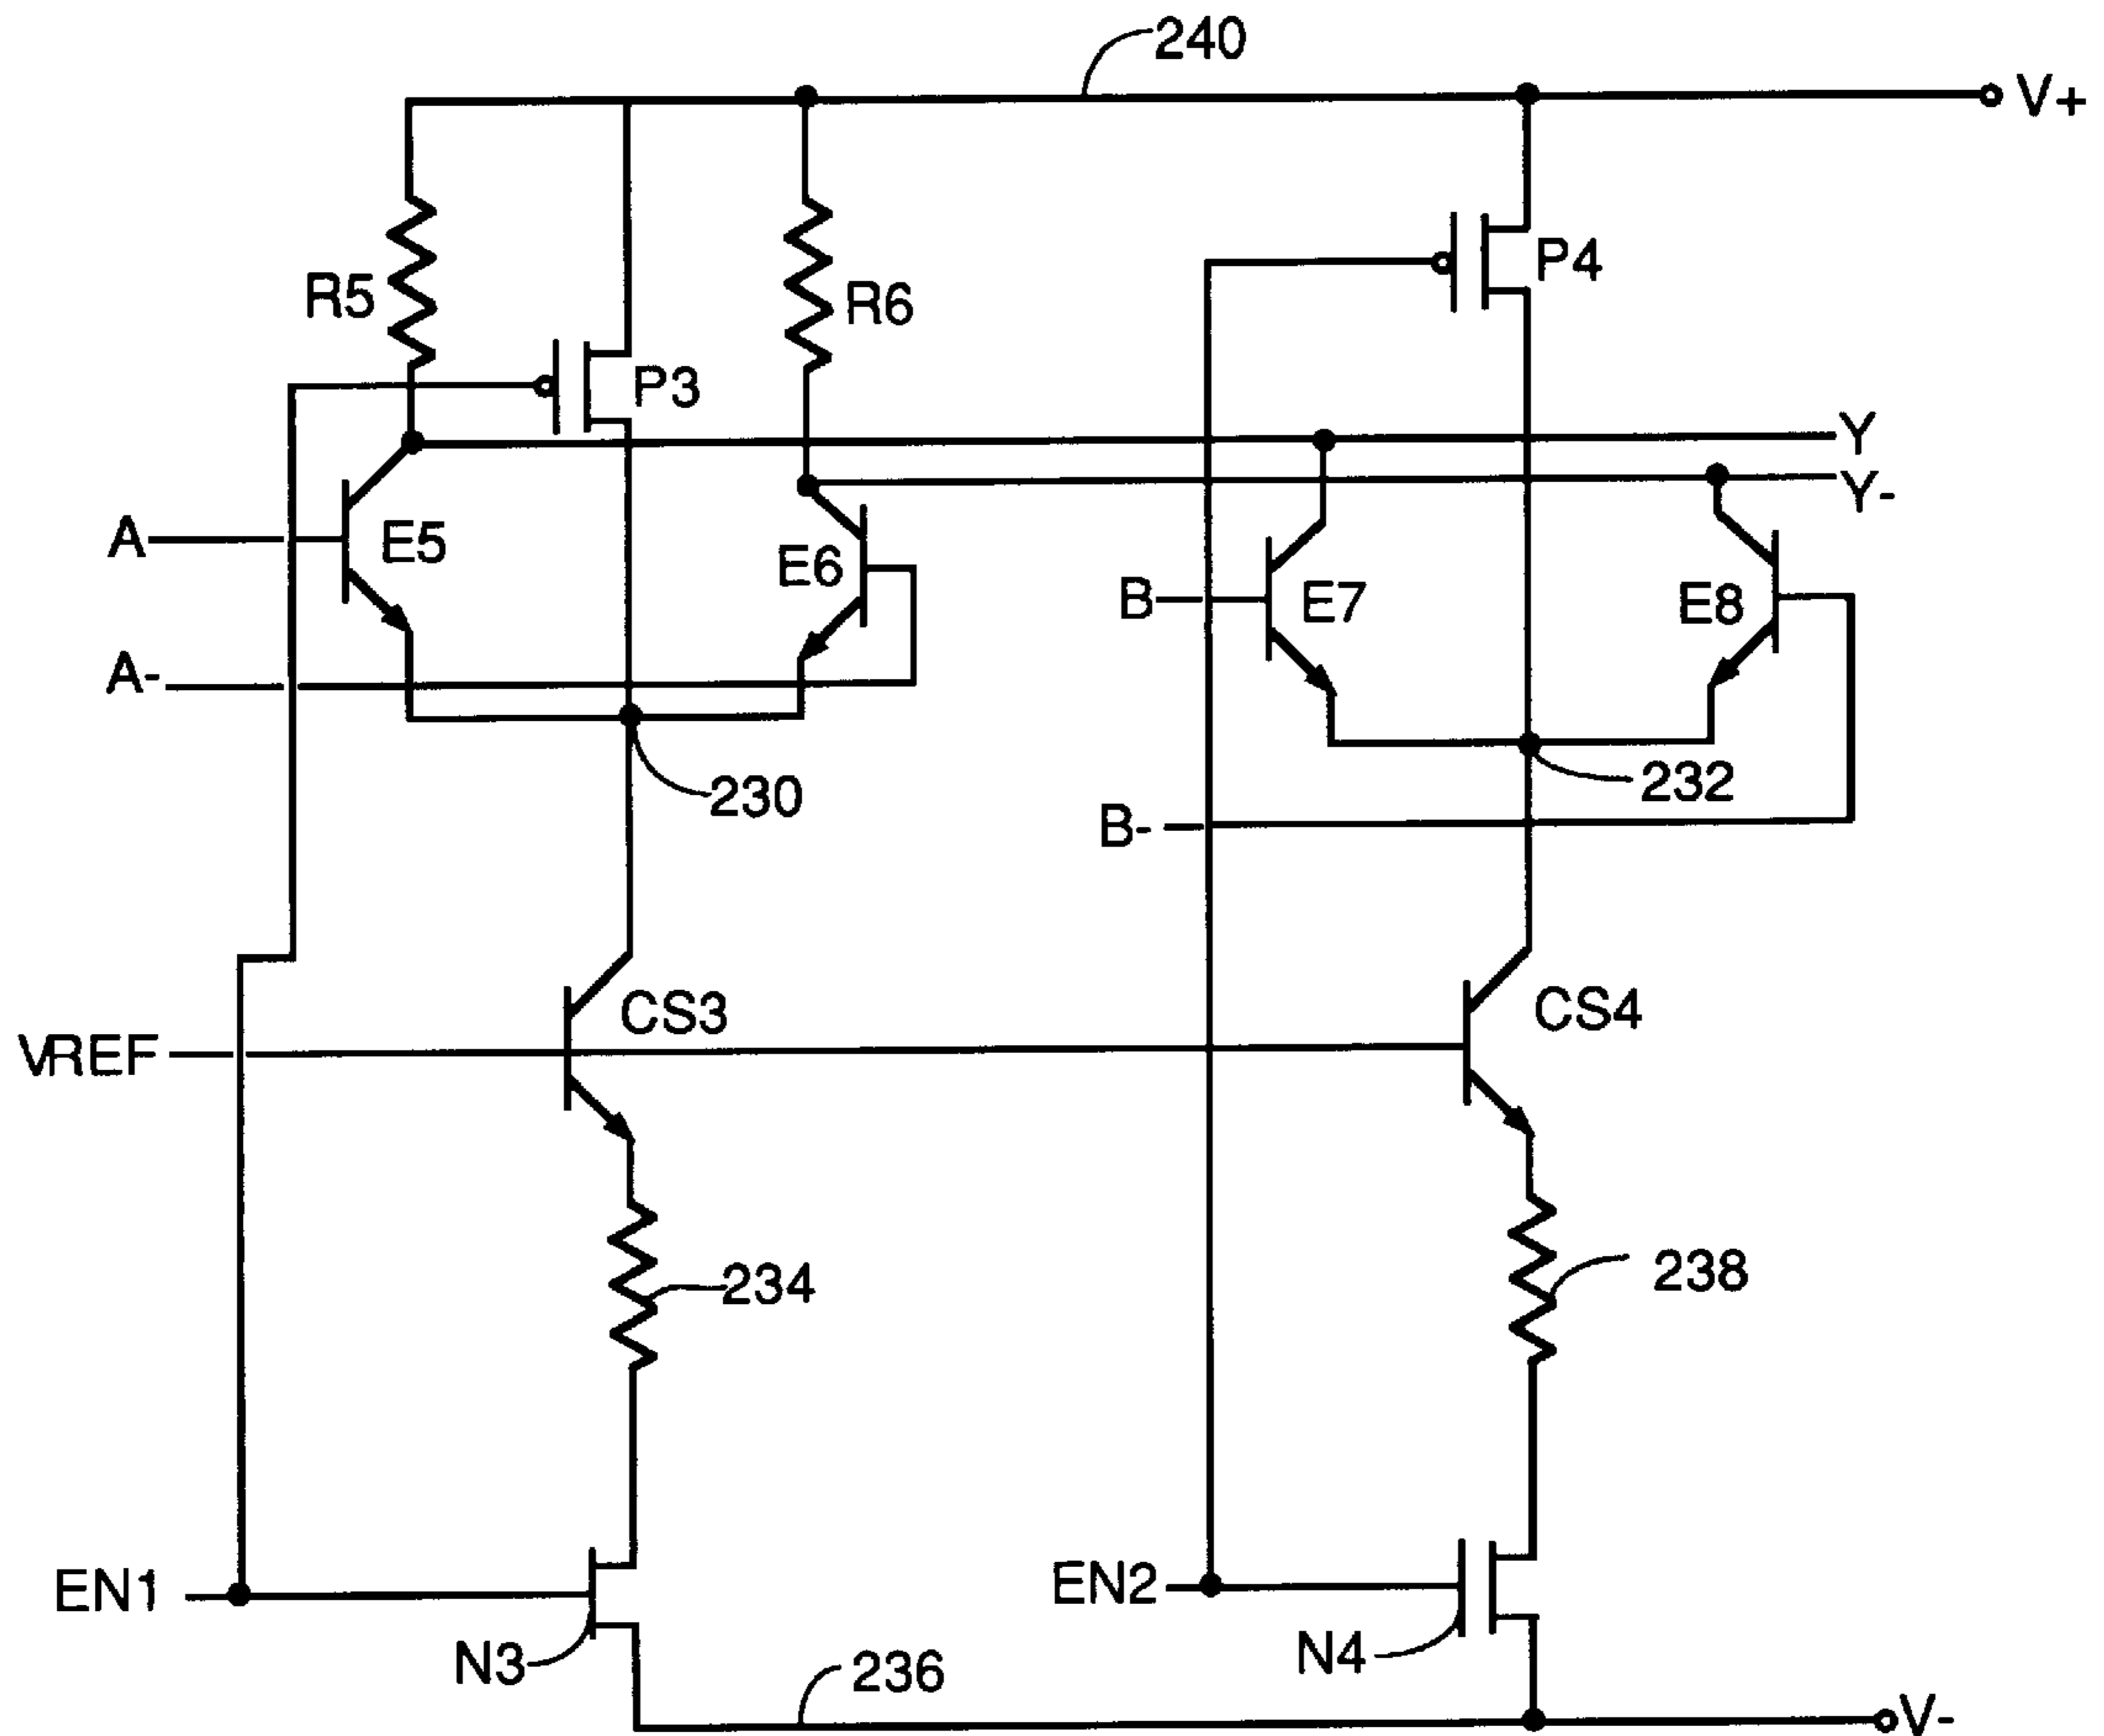 240
V+
R5
R6
P4
P3
Y
Y-
A
E5
E6
B
E7
E8
A-
230
232
B-
CS3
CS4
VREF
234
238
EN1
EN2
N3
N4
236
V-